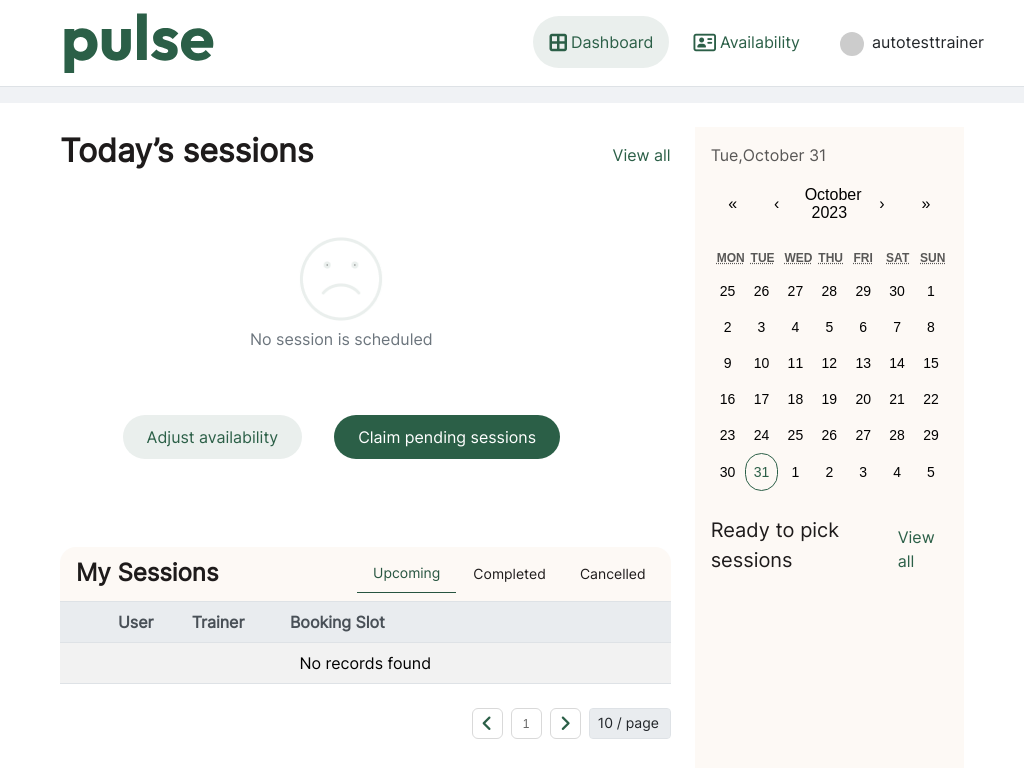 pulse
Dashboard
Availability
autotesttrainer
Today’s sessions
View all
No session is scheduled
Adjust availability
Claim pending sessions
My Sessions
Upcoming
Completed
Cancelled
User Trainer Booking Slot
No records found
1
10 / page
Tue,October 31
« ‹ October › »
2023
MON TUE WED THU FRI SAT SUN
25 26 27 28 29 30 1
2 3 4 5 6 7 8
9 10 11 12 13 14 15
16 17 18 19 20 21 22
23 24 25 26 27 28 29
30 31 1 2 3 4 5
Ready to pick
sessions
View
all